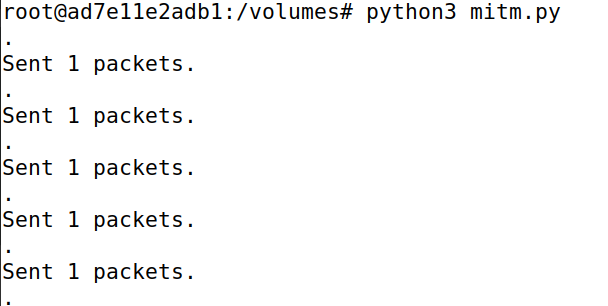 root@ad7e11e2adb1:/volumes# python3 mitm.py
.
Sent 1 packets.
.
Sent 1 packets.
.
Sent 1 packets.
.
Sent 1 packets.
.
Sent 1 packets.
.